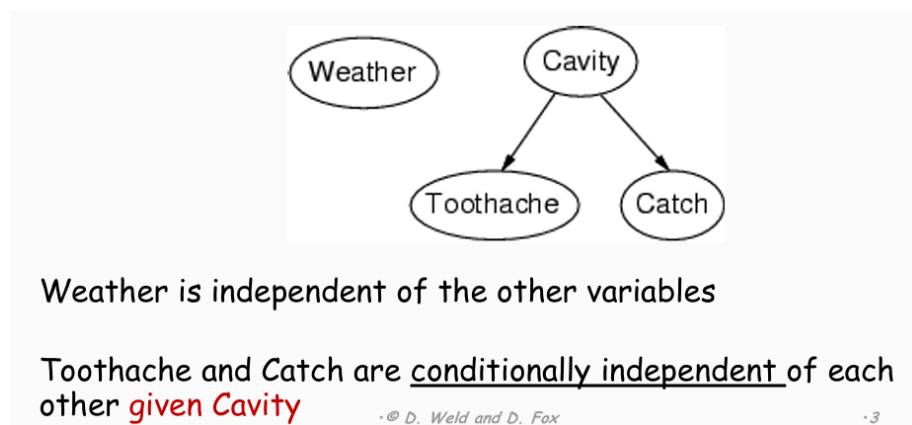 Weather
Cavity
Toothache
Catch
Weather is independent of the other variables
Toothache and Catch are conditionally independent of each
other given Cavity
·© D. Weld and D. Fox
·3